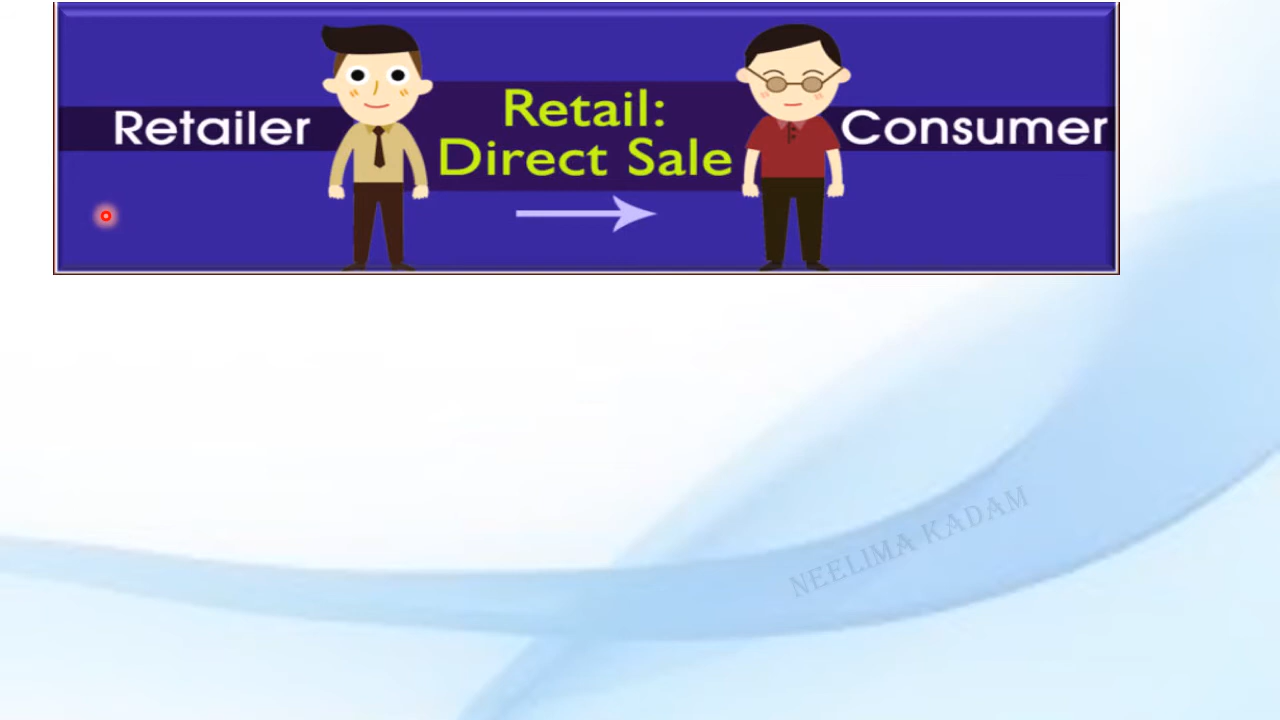 Retailer
Retail:
Direct Sale
Consumer
NEELIMA KADAM